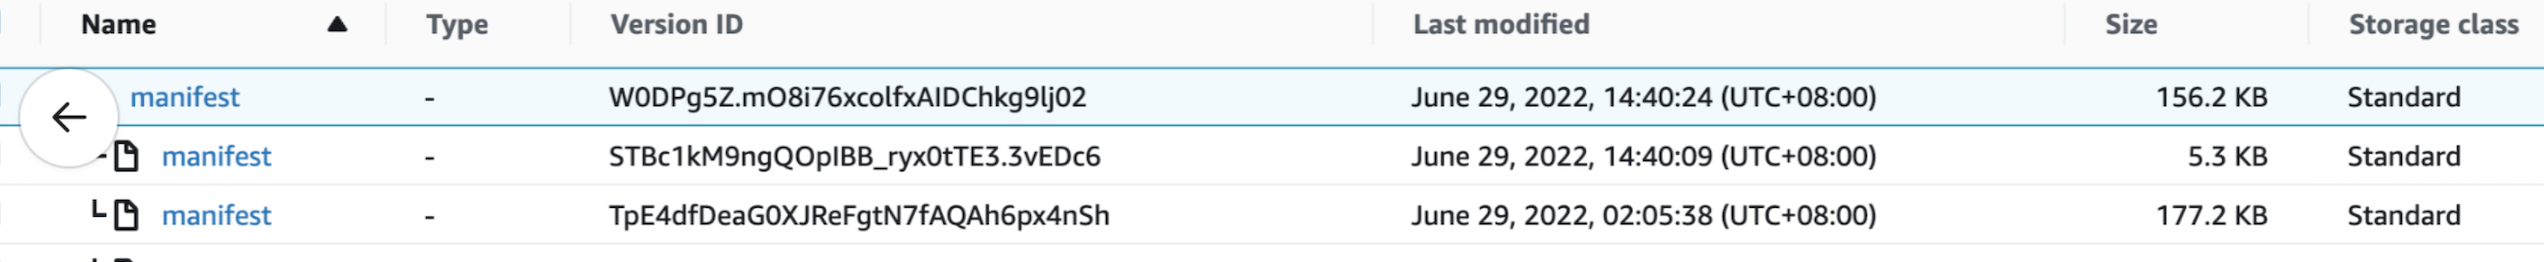 Name ▲ Type Version ID Last modified Size Storage class
manifest - W0DPg5Z.mO8i76xcolfxAIDChkg9lj02 June 29, 2022, 14:40:24 (UTC+08:00) 156.2 KB Standard
manifest - STBc1kM9ngQOpIBB_ryx0tTE3.3vEDc6 June 29, 2022, 14:40:09 (UTC+08:00) 5.3 KB Standard
manifest - TpE4dfDeaG0XJReFgtN7fAQAh6px4nSh June 29, 2022, 02:05:38 (UTC+08:00) 177.2 KB Standard